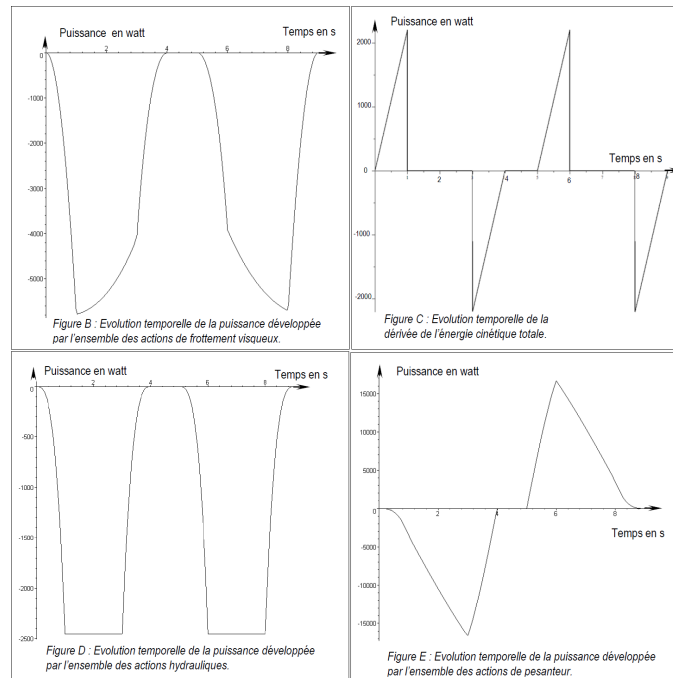 Puissance en watt
Temps en s
0
2
4
6
8
-1000
-2000
-3000
-4000
-5000
Figure B : Evolution temporelle de la puissance développée
par l'ensemble des actions de frottement visqueux.
Puissance en watt
2000
1000
Temps en s
0
1
2
3
4
1
6
1
8
-1000
-2000
Figure C : Evolution temporelle de la
dérivée de l'énergie cinétique totale.
Puissance en watt
Temps en s
0
2
4
6
8
-500
-1000
-1500
-2000
-2500
Figure D : Evolution temporelle de la puissance développée
par l'ensemble des actions hydrauliques.
Puissance en watt
15000
10000
5000
0
2
4
6
8
Temps en s
-5000
-10000
-15000
Figure E : Evolution temporelle de la puissance développée
par l'ensemble des actions de pesanteur.